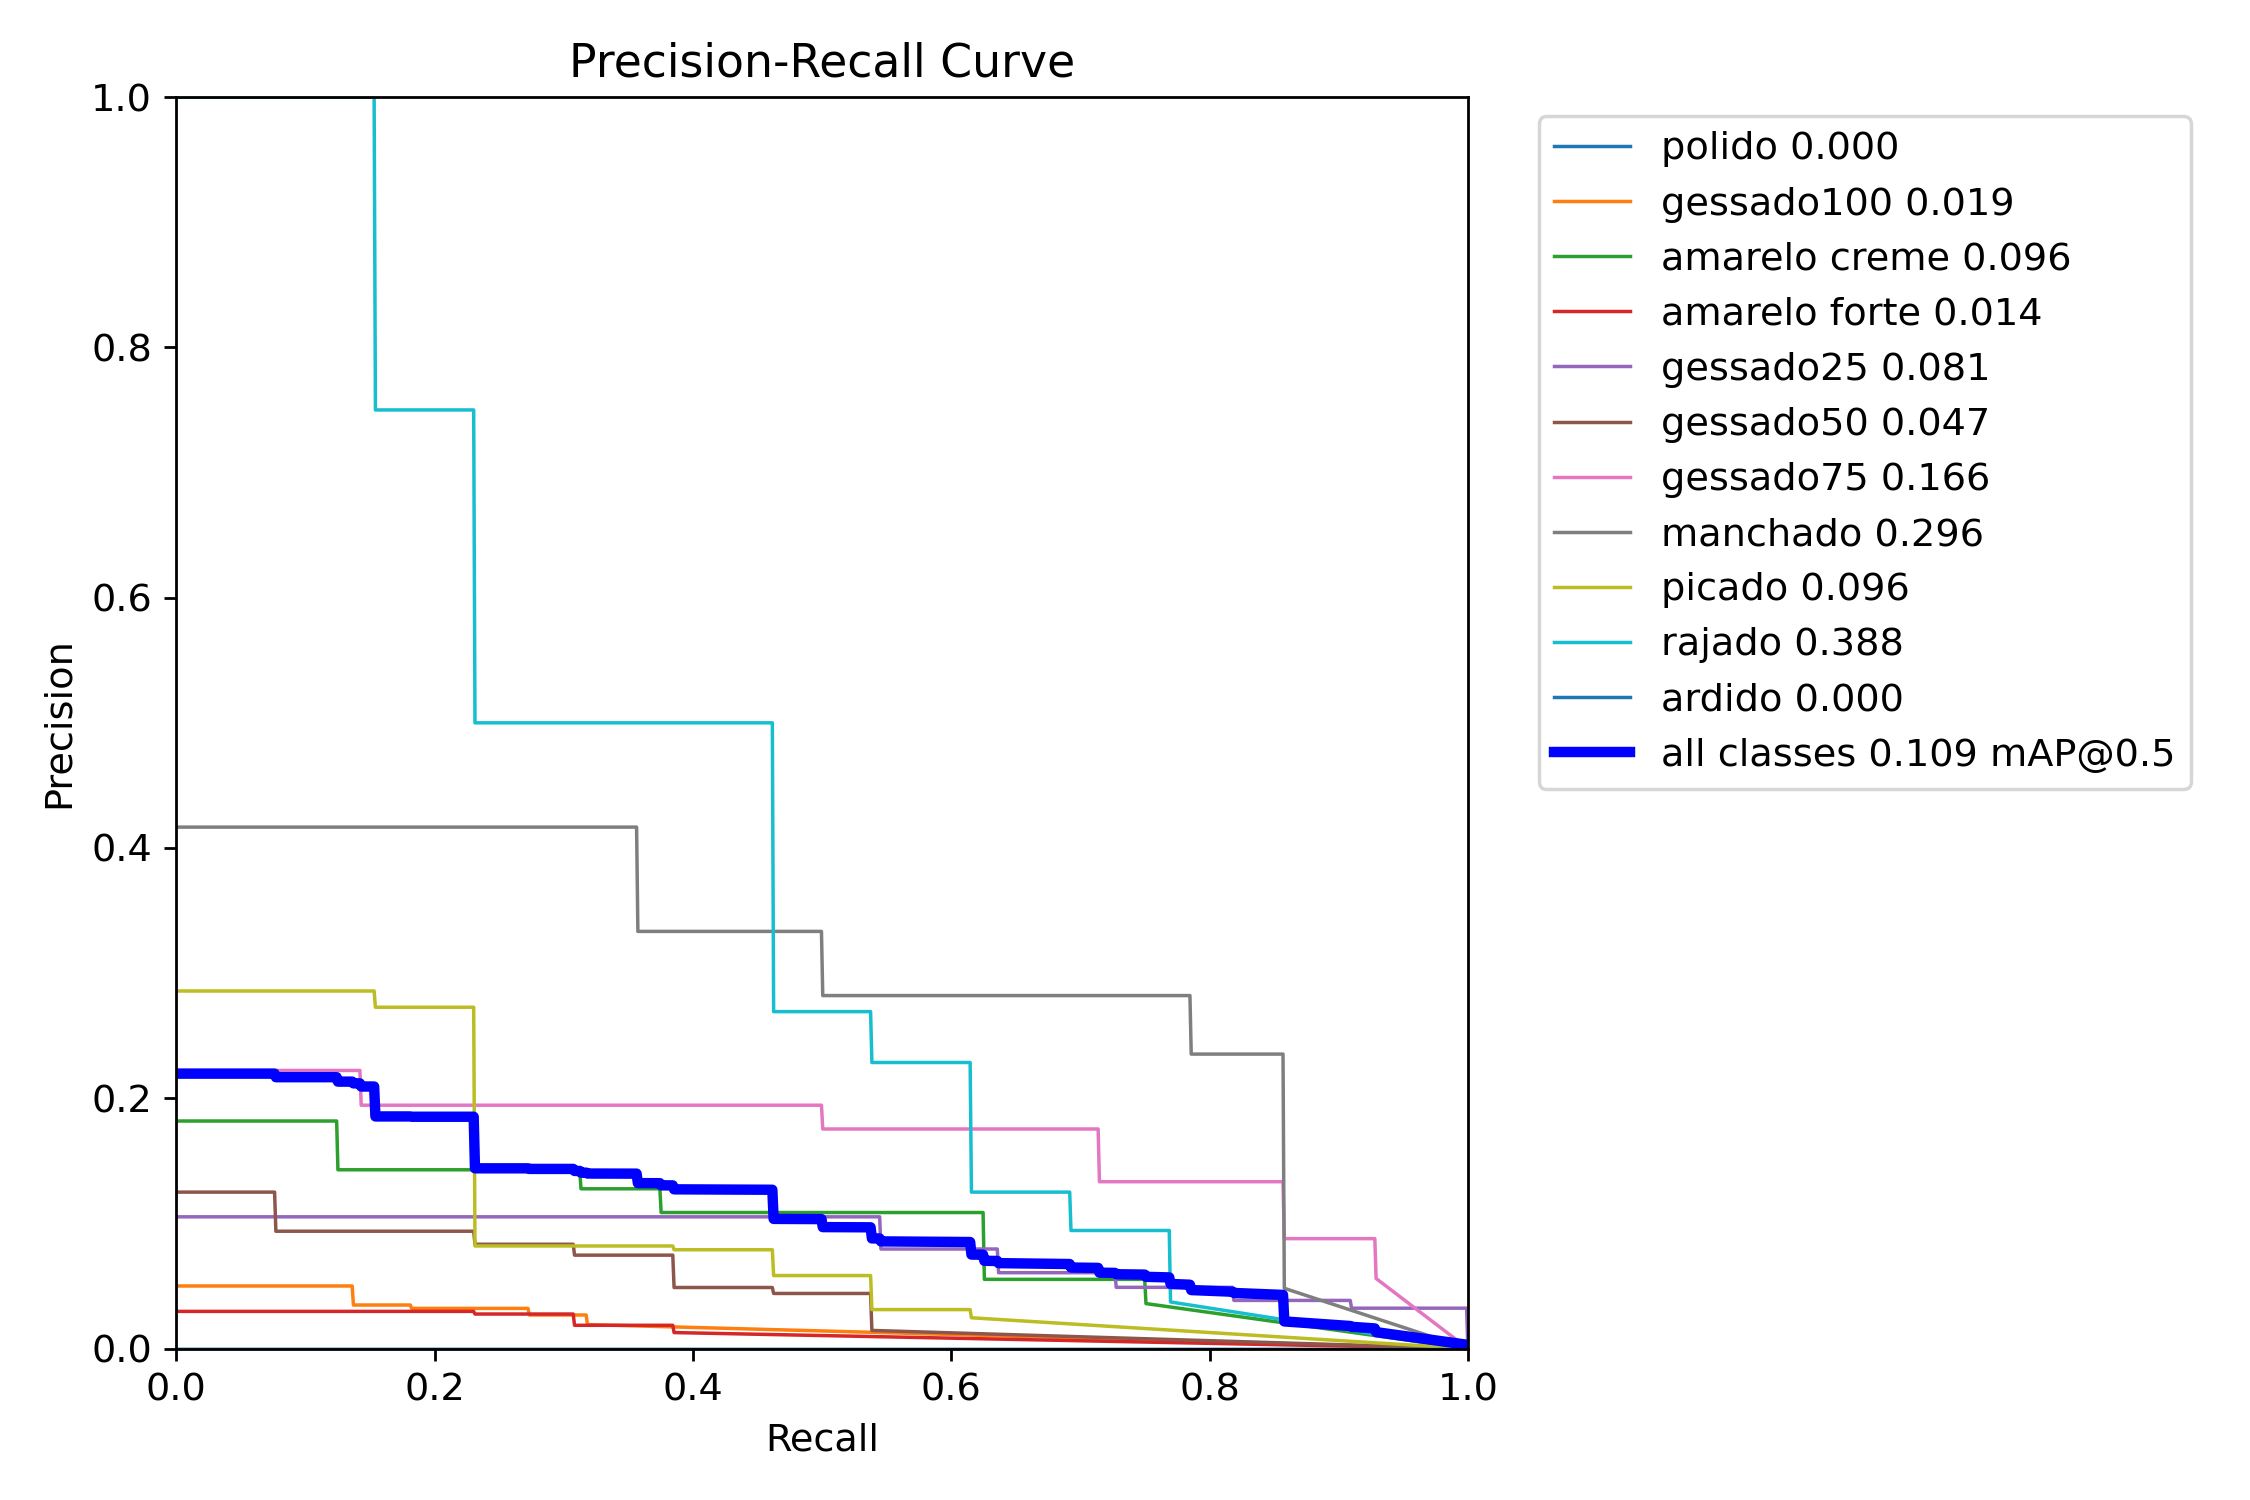 Precision-Recall Curve
1.0
0.8
0.6
0.4
0.2
0.0
Precision
0.0 0.2 0.4 0.6 0.8 1.0
Recall
polido 0.000
gessado100 0.019
amarelo creme 0.096
amarelo forte 0.014
gessado25 0.081
gessado50 0.047
gessado75 0.166
manchado 0.296
picado 0.096
rajado 0.388
ardido 0.000
all classes 0.109 mAP@0.5